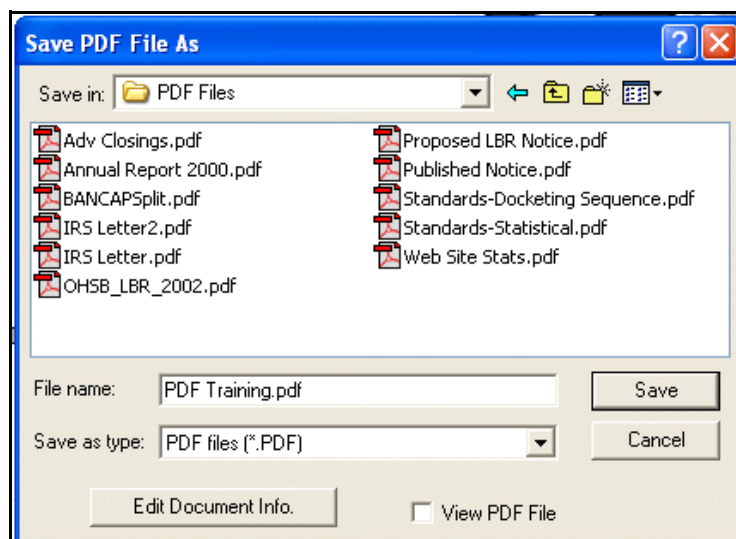 Save PDF File As
Save in: PDF Files
Adv Closings.pdf
Annual Report 2000.pdf
BANCAPSplit.pdf
IRS Letter2.pdf
IRS Letter.pdf
OHSB_LBR_2002.pdf
Proposed LBR Notice.pdf
Published Notice.pdf
Standards-Docketing Sequence.pdf
Standards-Statistical.pdf
Web Site Stats.pdf
File name: PDF Training.pdf
Save
Save as type: PDF files (*.PDF)
Cancel
Edit Document Info.
View PDF File